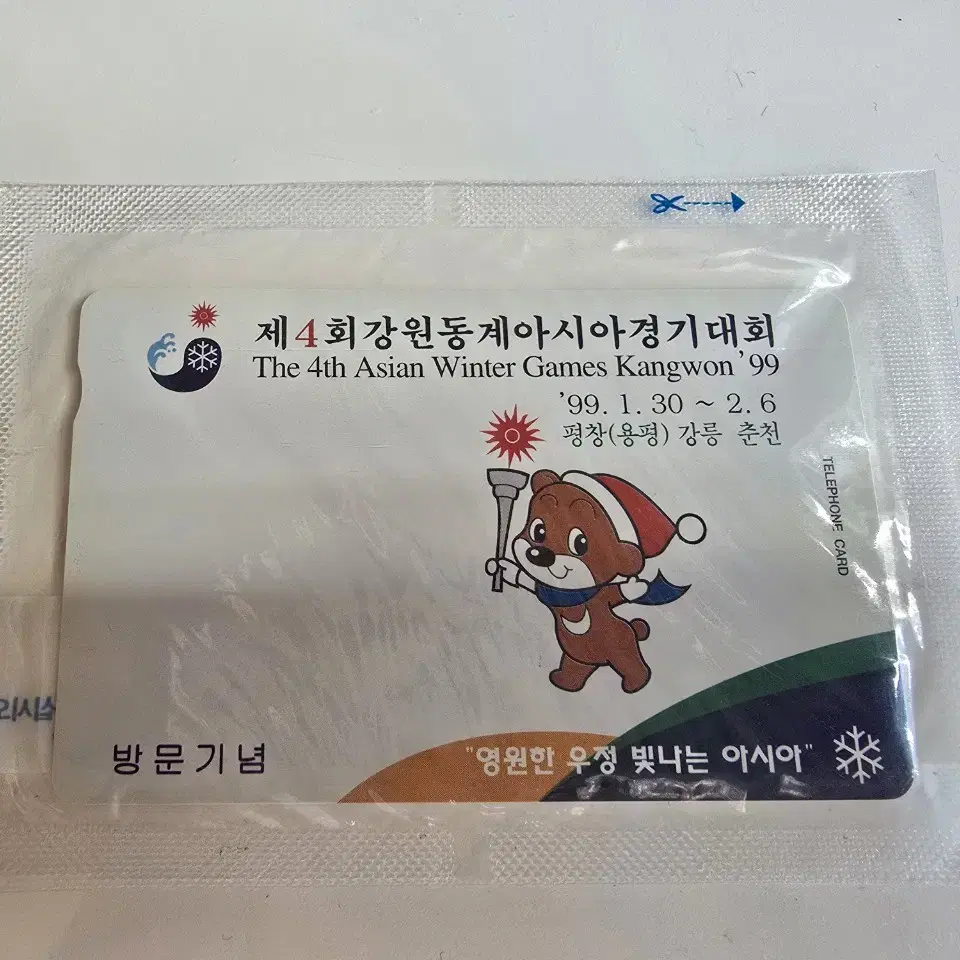 제4회강원동계아시아경기대회
The 4th Asian Winter Games Kangwon '99
'99. 1. 30 ~ 2. 6
평창(용평) 강릉 춘천
TELEPHONE CARD
방문기념
"영원한 우정 빛나는 아시아"